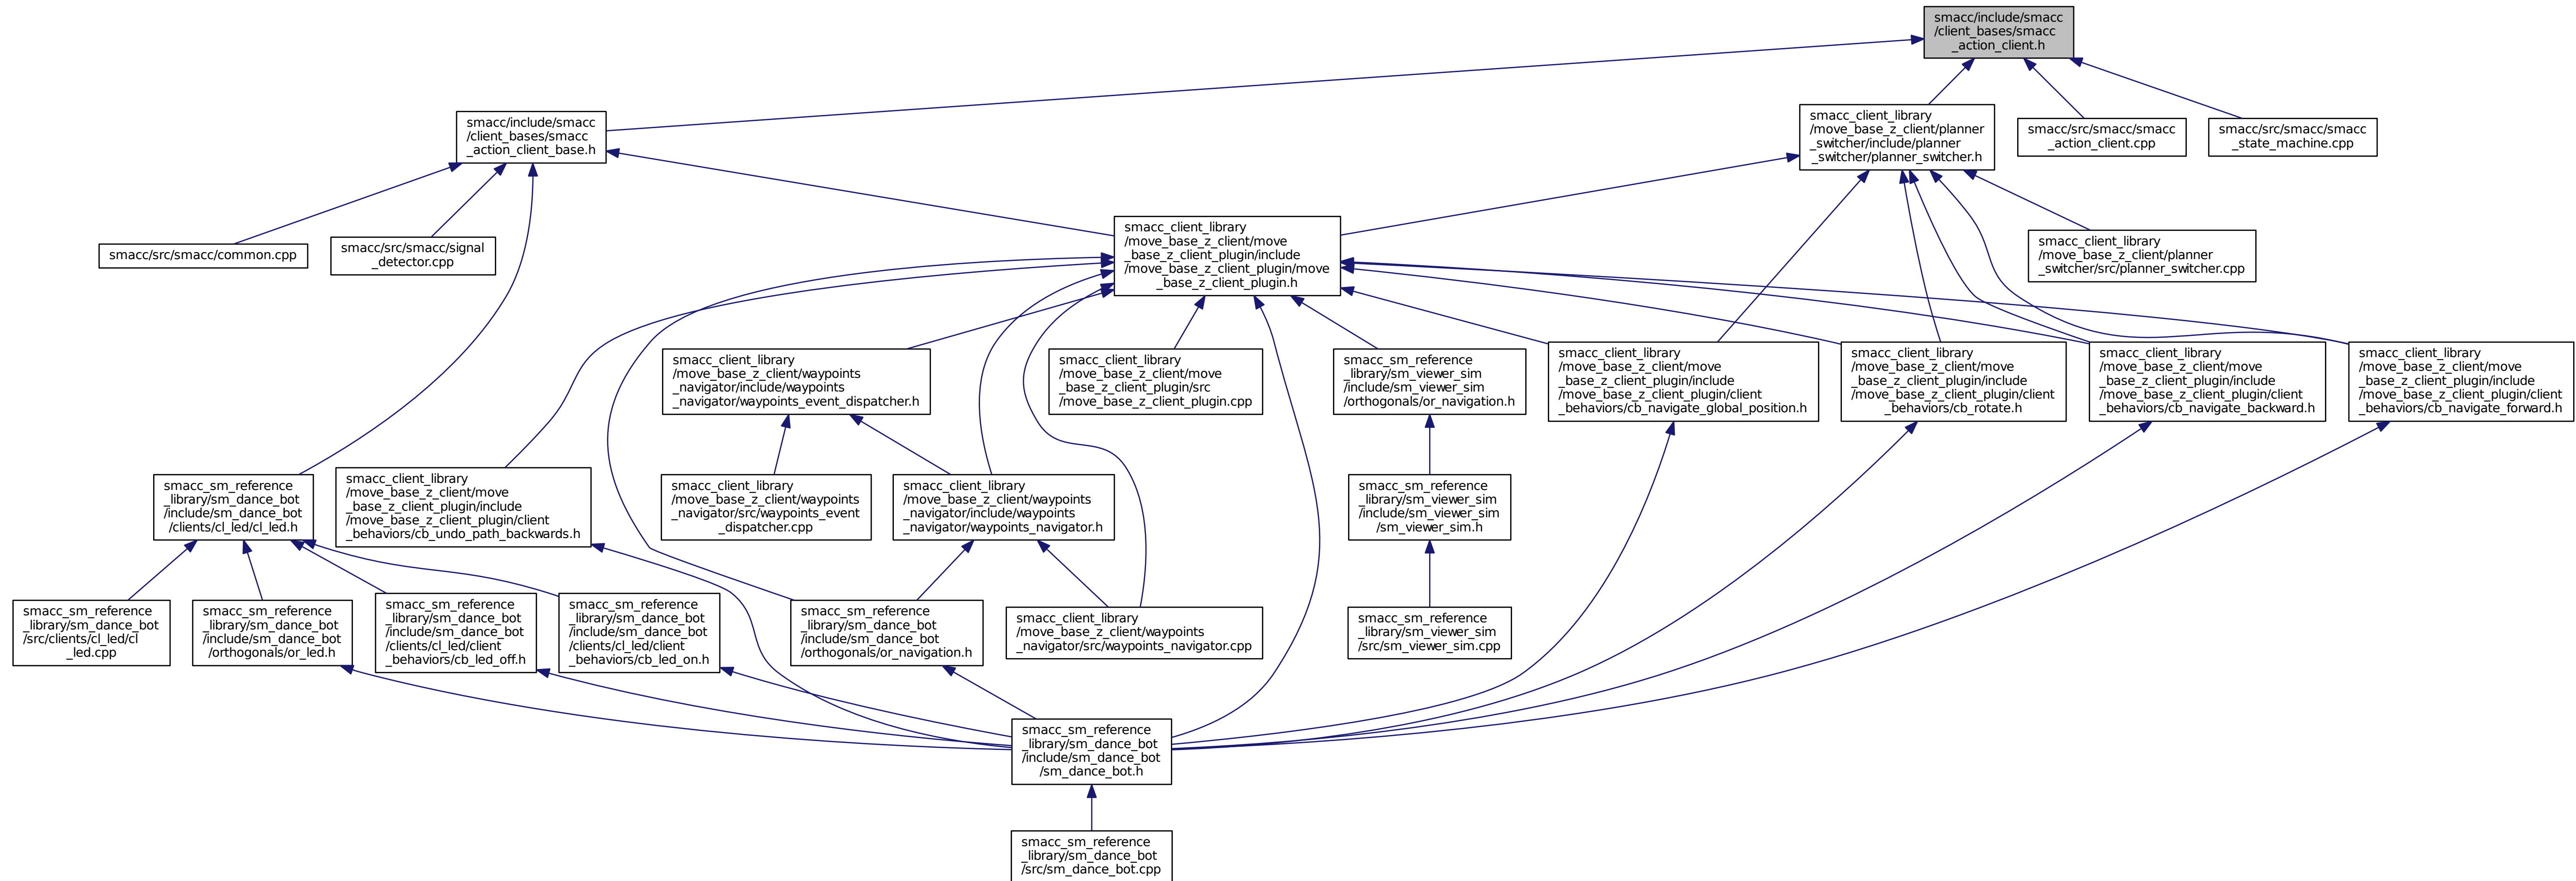 smacc/include/smacc
/client_bases/smacc
_action_client.h
smacc/include/smacc
/client_bases/smacc
_action_client_base.h
smacc_client_library
/move_base_z_client/planner
_switcher/include/planner
_switcher/planner_switcher.h
smacc/src/smacc/smacc
_action_client.cpp
smacc/src/smacc/smacc
_state_machine.cpp
smacc/src/smacc/common.cpp
smacc/src/smacc/signal
_detector.cpp
smacc_client_library
/move_base_z_client/move
_base_z_client_plugin/include
/move_base_z_client_plugin/move
_base_z_client_plugin.h
smacc_client_library
/move_base_z_client/planner
_switcher/src/planner_switcher.cpp
smacc_client_library
/move_base_z_client/waypoints
_navigator/include/waypoints
_navigator/waypoints_event_dispatcher.h
smacc_client_library
/move_base_z_client/move
_base_z_client_plugin/src
/move_base_z_client_plugin.cpp
smacc_sm_reference
_library/sm_viewer_sim
/include/sm_viewer_sim
/orthogonals/or_navigation.h
smacc_client_library
/move_base_z_client/move
_base_z_client_plugin/include
/move_base_z_client_plugin/client
_behaviors/cb_navigate_global_position.h
smacc_client_library
/move_base_z_client/move
_base_z_client_plugin/include
/move_base_z_client_plugin/client
_behaviors/cb_rotate.h
smacc_client_library
/move_base_z_client/move
_base_z_client_plugin/include
/move_base_z_client_plugin/client
_behaviors/cb_navigate_backward.h
smacc_client_library
/move_base_z_client/move
_base_z_client_plugin/include
/move_base_z_client_plugin/client
_behaviors/cb_navigate_forward.h
smacc_sm_reference
_library/sm_dance_bot
/include/sm_dance_bot
/clients/cl_led/cl_led.h
smacc_client_library
/move_base_z_client/move
_base_z_client_plugin/include
/move_base_z_client_plugin/client
_behaviors/cb_undo_path_backwards.h
smacc_client_library
/move_base_z_client/waypoints
_navigator/src/waypoints_event
_dispatcher.cpp
smacc_client_library
/move_base_z_client/waypoints
_navigator/include/waypoints
_navigator/waypoints_navigator.h
smacc_sm_reference
_library/sm_viewer_sim
/include/sm_viewer_sim
/sm_viewer_sim.h
smacc_sm_reference
_library/sm_dance_bot
/src/clients/cl_led/cl
_led.cpp
smacc_sm_reference
_library/sm_dance_bot
/include/sm_dance_bot
/orthogonals/or_led.h
smacc_sm_reference
_library/sm_dance_bot
/include/sm_dance_bot
/clients/cl_led/client
_behaviors/cb_led_off.h
smacc_sm_reference
_library/sm_dance_bot
/include/sm_dance_bot
/clients/cl_led/client
_behaviors/cb_led_on.h
smacc_sm_reference
_library/sm_dance_bot
/include/sm_dance_bot
/orthogonals/or_navigation.h
smacc_client_library
/move_base_z_client/waypoints
_navigator/src/waypoints_navigator.cpp
smacc_sm_reference
_library/sm_viewer_sim
/src/sm_viewer_sim.cpp
smacc_sm_reference
_library/sm_dance_bot
/include/sm_dance_bot
/sm_dance_bot.h
smacc_sm_reference
_library/sm_dance_bot
/src/sm_dance_bot.cpp